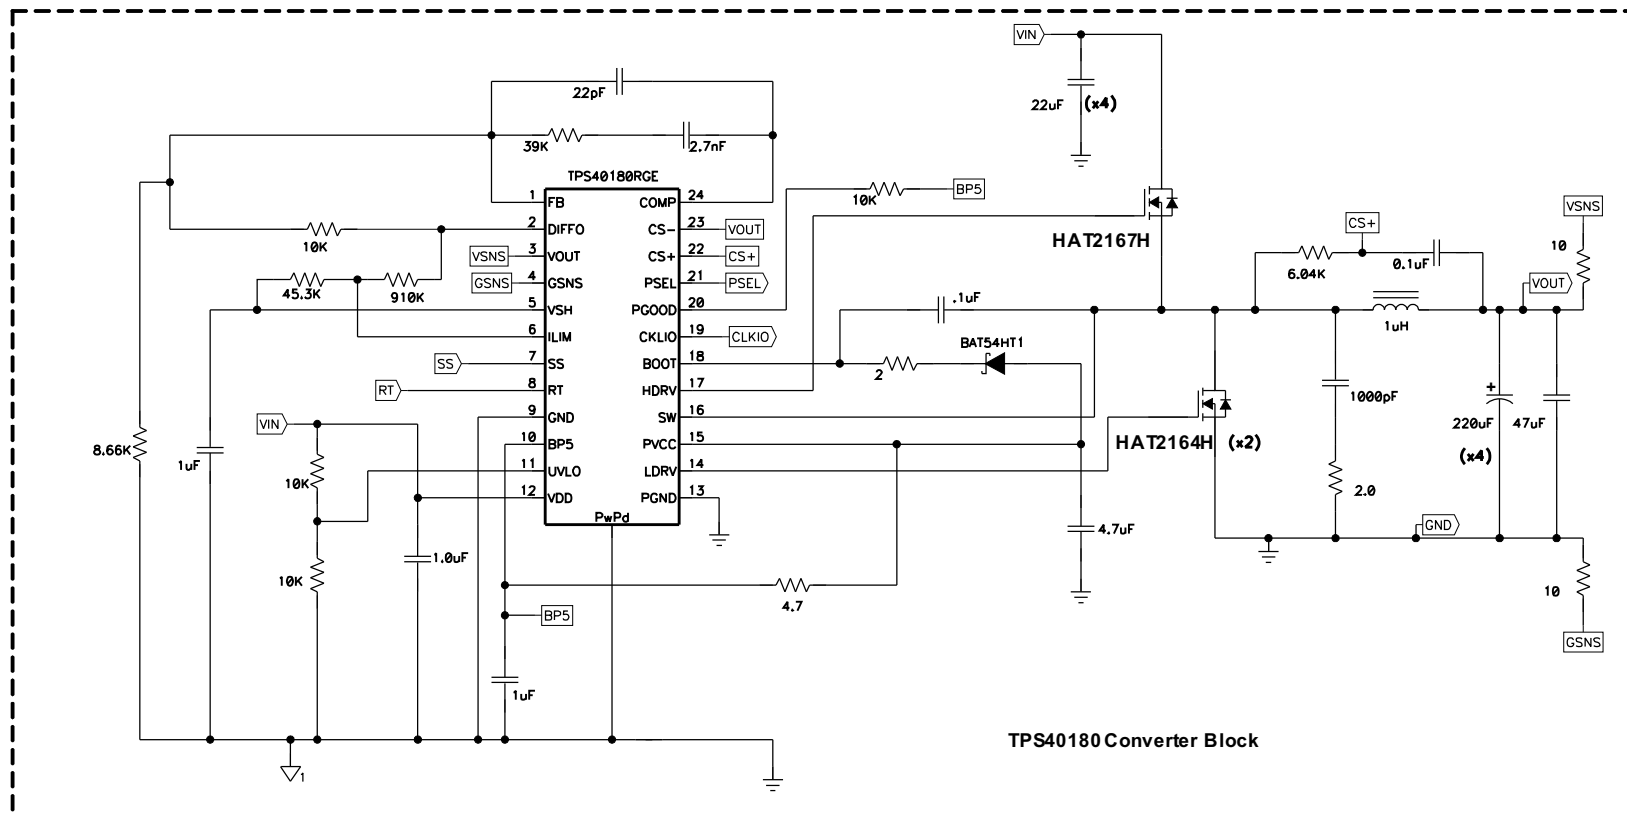 VIN
22uF (x4)
22pF
39K
2.7nF
TPS40180RGE
1 FB COMP 24
2 DIFFO CS- 23 VOUT
VSNS 3 VOUT CS+ 22 CS+
GSNS 4 GSNS PSEL 21 PSEL
5 VSH PGOOD 20
6 ILIM CKLIO 19 CLKIO
SS 7 SS BOOT 18
RT 8 RT HDRV 17
9 GND SW 16
10 BP5 PVCC 15
11 UVLO LDRV 14
12 VDD PGND 13
PwPd
10K BP5
HAT2167H
10K
45.3K
910K
CS+
VSNS
10
6.04K
0.1uF
VOUT
1uH
.1uF
BAT54HT1
2
VIN
8.66K
1uF
10K
10K
1.0uF
HAT2164H (x2)
1000pF
2.0
+
220uF
(x4)
47uF
GND
4.7uF
4.7
BP5
1uF
10
GSNS
1
TPS40180 Converter Block